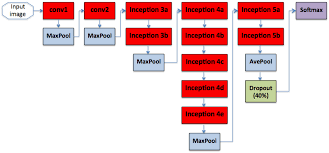 Input
image
conv1
MaxPool
conv2
MaxPool
Inception 3a
Inception 3b
MaxPool
Inception 4a
Inception 4b
Inception 4c
Inception 4d
Inception 4e
MaxPool
Inception 5a
Inception 5b
AvePool
Dropout
(40%)
Softmax